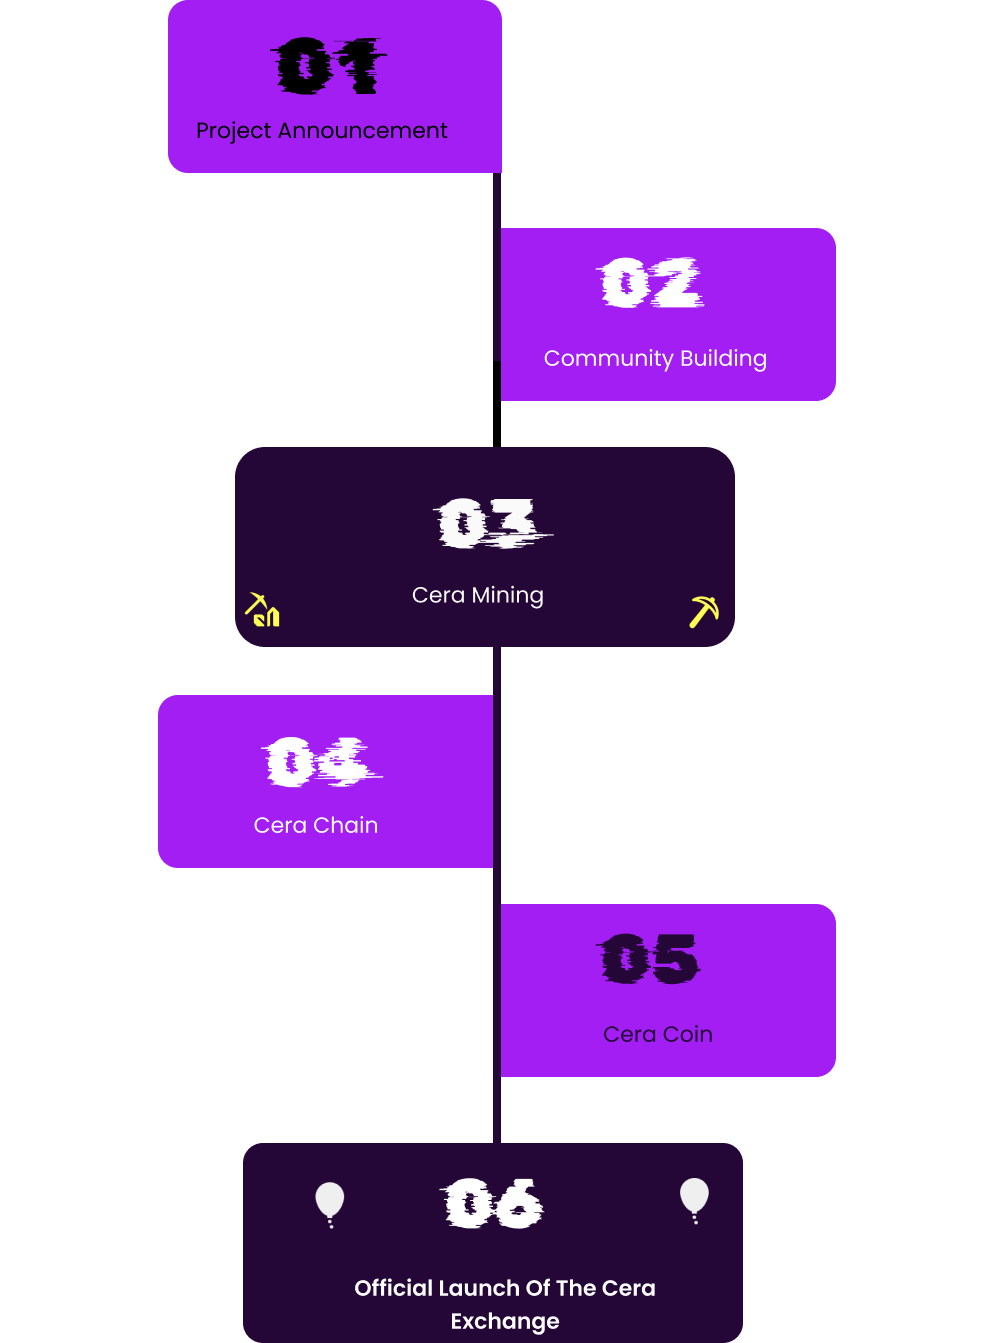 01
Project Announcement
02
Community Building
03
Cera Mining
04
Cera Chain
05
Cera Coin
06
Official Launch Of The Cera
Exchange